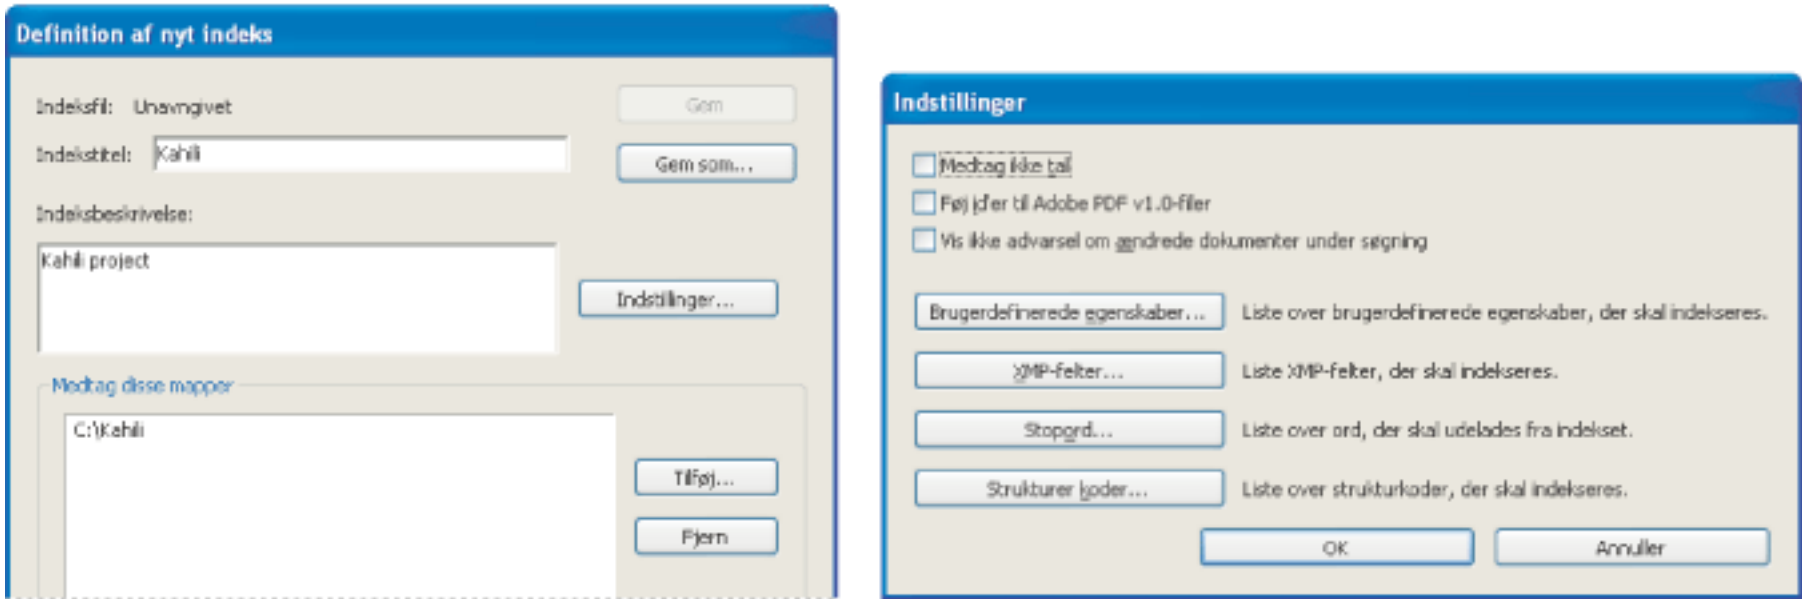 Definition af nyt indeks
Indeksfil: Unavngivet
Gem
Indekstitel: Kahili
Gem som...
Indeksbeskrivelse:
Kahili project
Indstillinger...
Medtag disse mapper
C:\Kahili
Tilføj...
Fjern
Indstillinger
Medtag ikke tal
Føj id'er til Adobe PDF v1.0-filer
Vis ikke advarsel om ændrede dokumenter under søgning
Brugerdefinerede egenskaber... Liste over brugerdefinerede egenskaber, der skal indekseres.
XMP-felter... Liste XMP-felter, der skal indekseres.
Stopord... Liste over ord, der skal udelades fra indekset.
Strukturer koder... Liste over strukturkoder, der skal indekseres.
OK Annuller